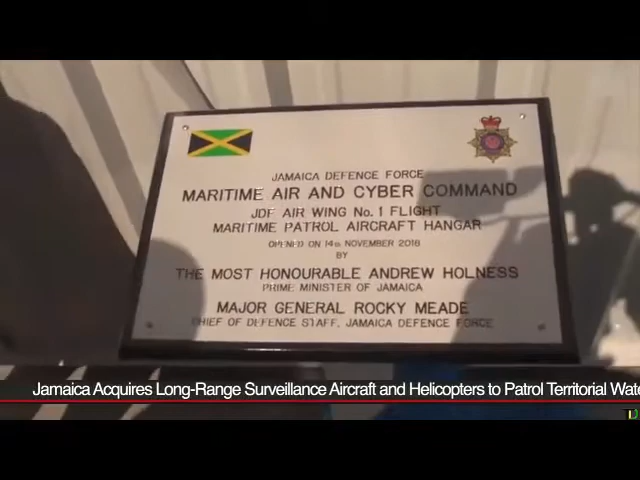 JAMAICA DEFENCE FORCE
MARITIME AIR AND CYBER COMMAND
JDF AIR WING No. 1 FLIGHT
MARITIME PATROL AIRCRAFT HANGAR
OPENED ON 14TH NOVEMBER 2018
BY
THE MOST HONOURABLE ANDREW HOLNESS
PRIME MINISTER OF JAMAICA
MAJOR GENERAL ROCKY MEADE
CHIEF OF DEFENCE STAFF, JAMAICA DEFENCE FORCE
Jamaica Acquires Long-Range Surveillance Aircraft and Helicopters to Patrol Territorial Wat